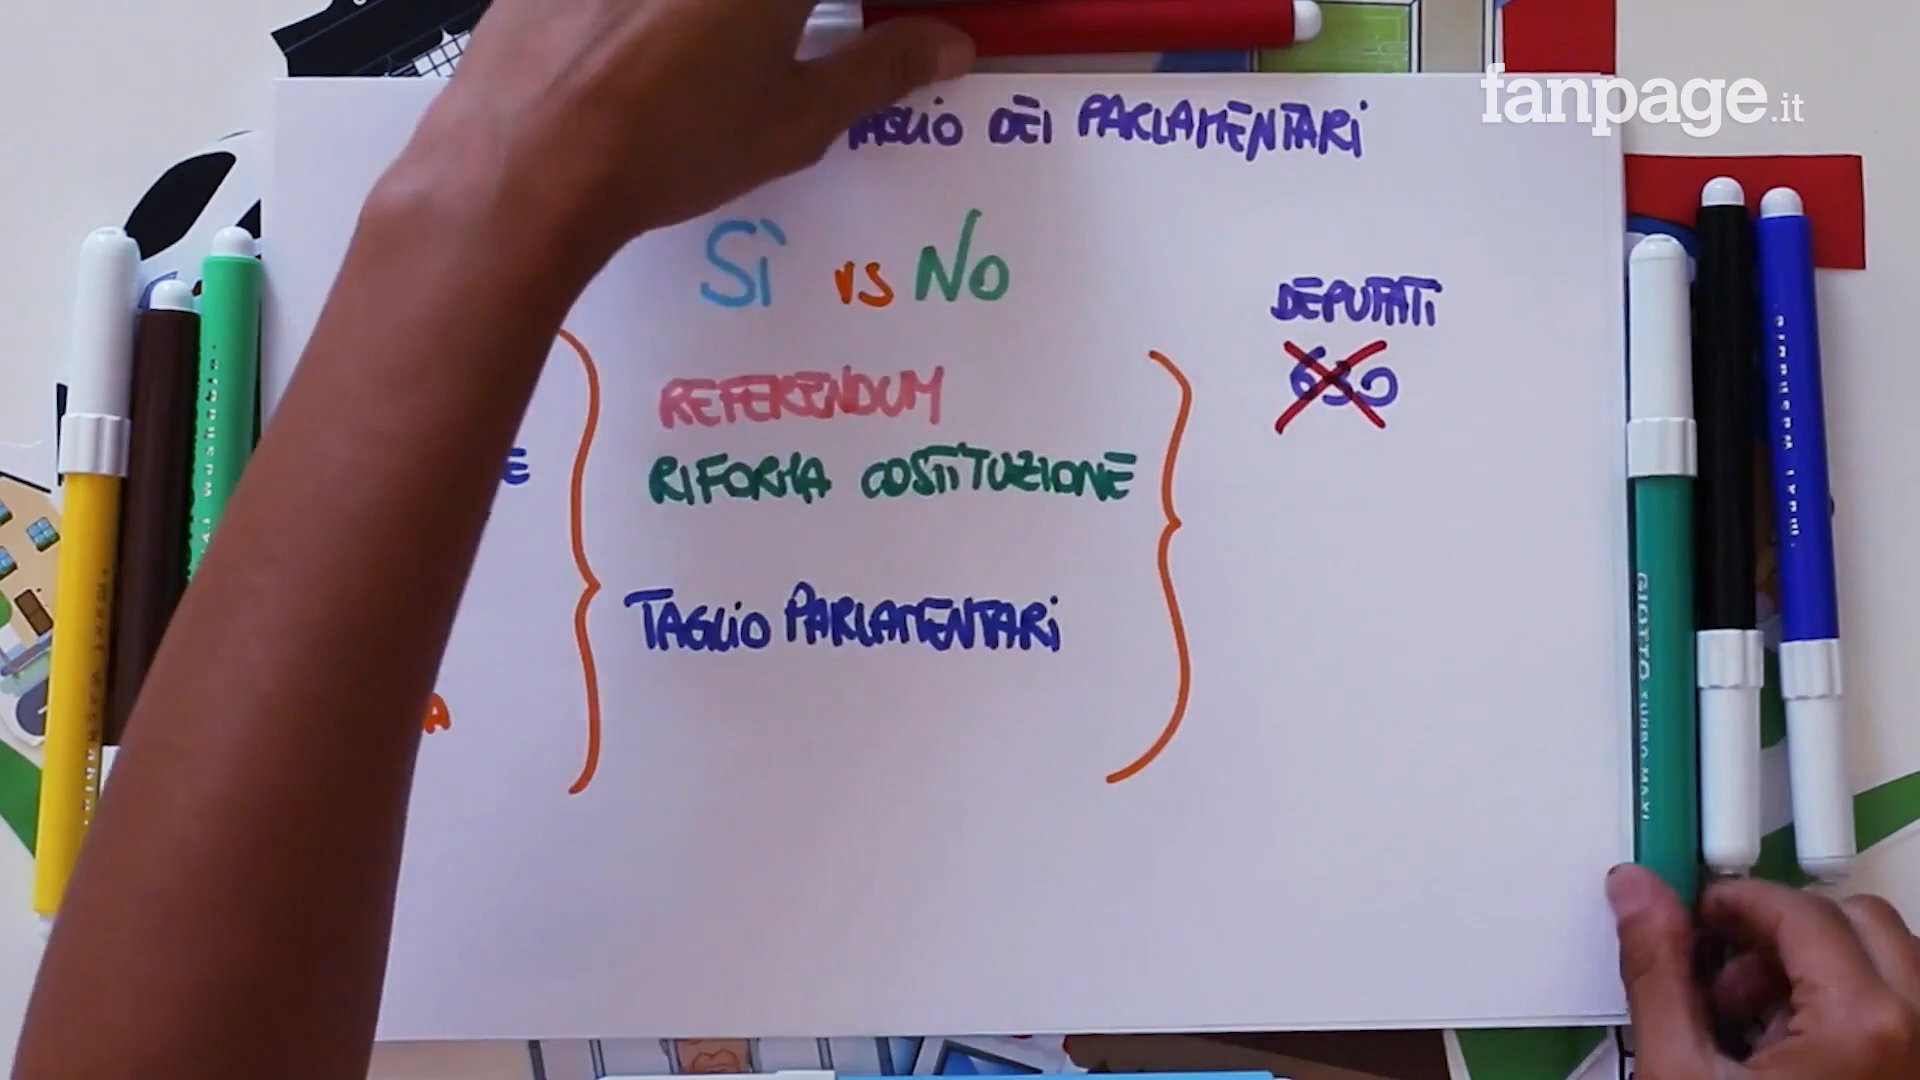 fanpage.it
TAGLIO DEI PARLAMENTARI
SÌ vs NO
DEPUTATI
630
REFERENDUM
RIFORMA COSTITUZIONE
TAGLIO PARLAMENTARI
GIOTTO TURBO MAXI